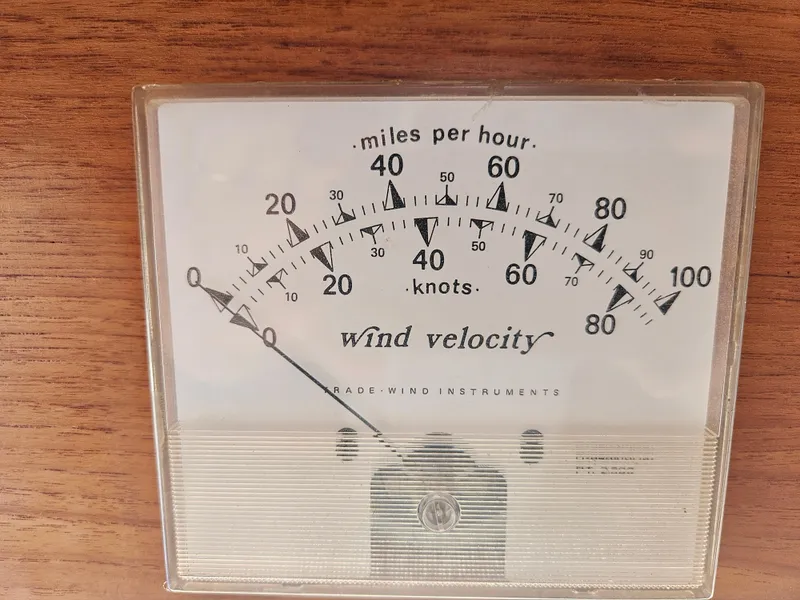 ·miles per hour·
0 10 20 30 40 50 60 70 80 90 100
0 10 20 30 40 50 60 70 80
·knots·
wind velocity
TRADE-WIND INSTRUMENTS